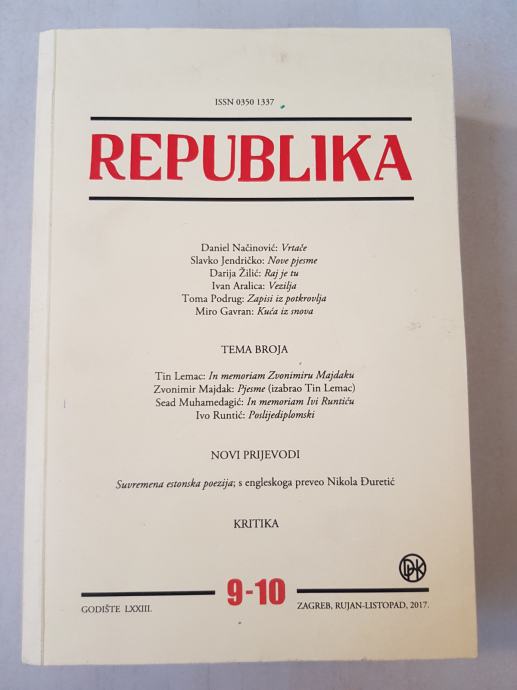 ISSN 0350 1337
REPUBLIKA
Daniel Načinović: Vrtače
Slavko Jendričko: Nove pjesme
Darija Žilić: Raj je tu
Ivan Aralica: Vezilja
Toma Podrug: Zapisi iz potkrovlja
Miro Gavran: Kuća iz snova
TEMA BROJA
Tin Lemac: In memoriam Zvonimiru Majdaku
Zvonimir Majdak: Pjesme (izabrao Tin Lemac)
Sead Muhamedagić: In memoriam Ivi Runtiću
Ivo Runtić: Poslijediplomski
NOVI PRIJEVODI
Suvremena estonska poezija; s engleskoga preveo Nikola Đuretić
KRITIKA
DHK
GODIŠTE LXXIII.
9-10
ZAGREB, RUJAN-LISTOPAD, 2017.